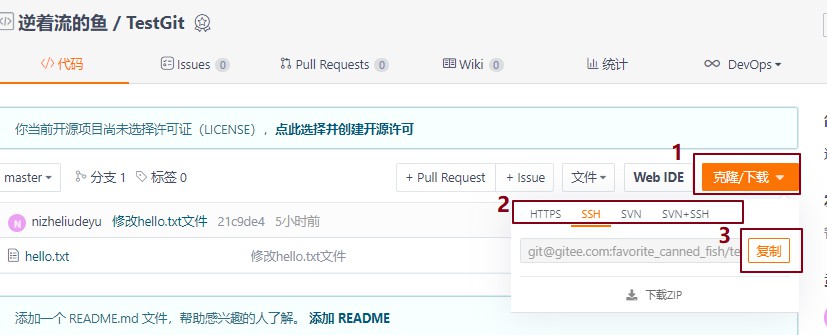 逆着流的鱼 / TestGit
代码 Issues 0 Pull Requests 0 Wiki 0 统计 DevOps
你当前开源项目尚未选择许可证（LICENSE），点此选择并创建开源许可
1
master 分支 1 标签 0 + Pull Request + Issue 文件 Web IDE 克隆/下载
2 HTTPS SSH SVN SVN+SSH
N nizheliudeyu 修改hello.txt文件 21c9de4 5小时前
3
hello.txt 修改hello.txt文件 git@gitee.com:favorite_canned_fish/te 复制
下载ZIP
添加一个 README.md 文件，帮助感兴趣的人了解。 添加 README